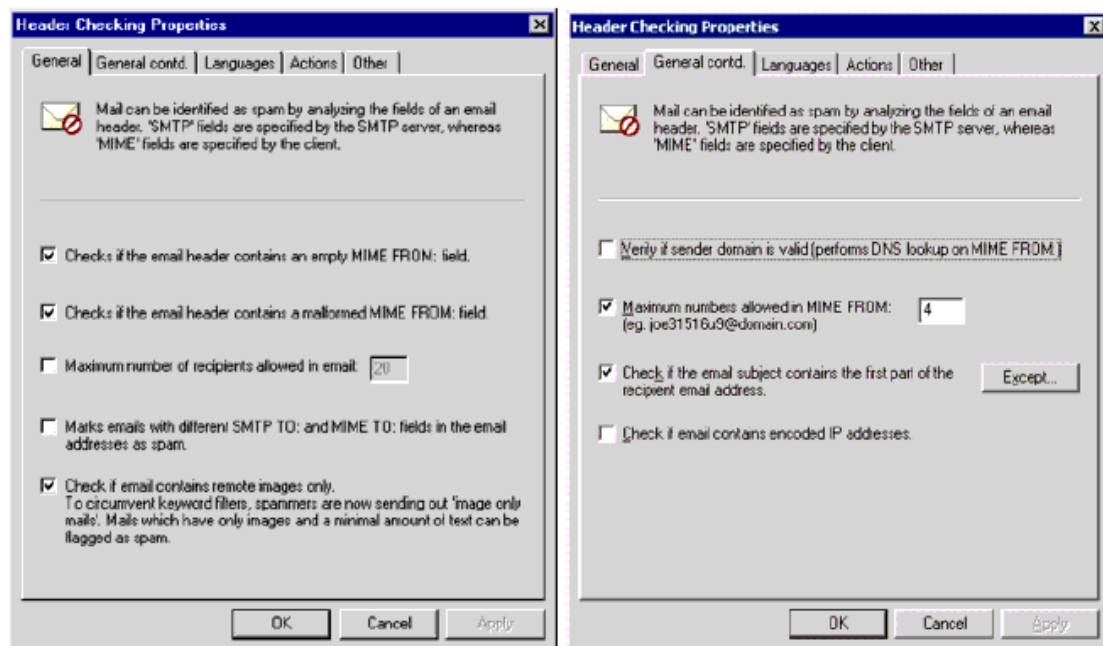 Header Checking Properties
General
General contd.
Languages
Actions
Other
Mail can be identified as spam by analyzing the fields of an email
header. 'SMTP' fields are specified by the SMTP server, whereas
'MIME' fields are specified by the client.
Checks if the email header contains an empty MIME FROM: field.
Checks if the email header contains a malformed MIME FROM: field.
Maximum number of recipients allowed in email:
20
Marks emails with different SMTP TO: and MIME TO: fields in the email
addresses as spam.
Check if email contains remote images only.
To circumvent keyword filters, spammers are now sending out 'image only
mails'. Mails which have only images and a minimal amount of text can be
flagged as spam.
OK
Cancel
Apply
Header Checking Properties
General
General contd.
Languages
Actions
Other
Mail can be identified as spam by analyzing the fields of an email
header. 'SMTP' fields are specified by the SMTP server, whereas
'MIME' fields are specified by the client.
Verify if sender domain is valid (performs DNS lookup on MIME FROM:)
Maximum numbers allowed in MIME FROM:
4
(eg. joe31516u9@domain.com)
Check if the email subject contains the first part of the
recipient email address.
Except...
Check if email contains encoded IP addresses.
OK
Cancel
Apply